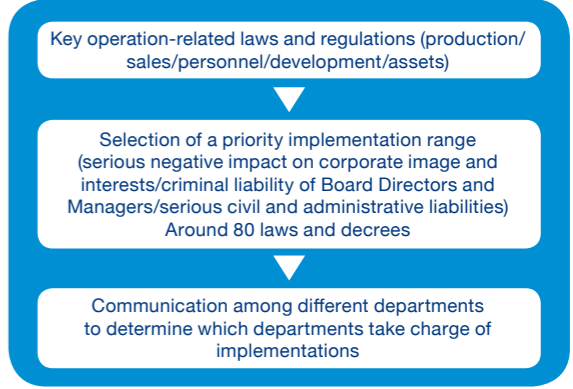 Key operation-related laws and regulations (production/
sales/personnel/development/assets)
Selection of a priority implementation range
(serious negative impact on corporate image and
interests/criminal liability of Board Directors and
Managers/serious civil and administrative liabilities)
Around 80 laws and decrees
Communication among different departments
to determine which departments take charge of
implementations